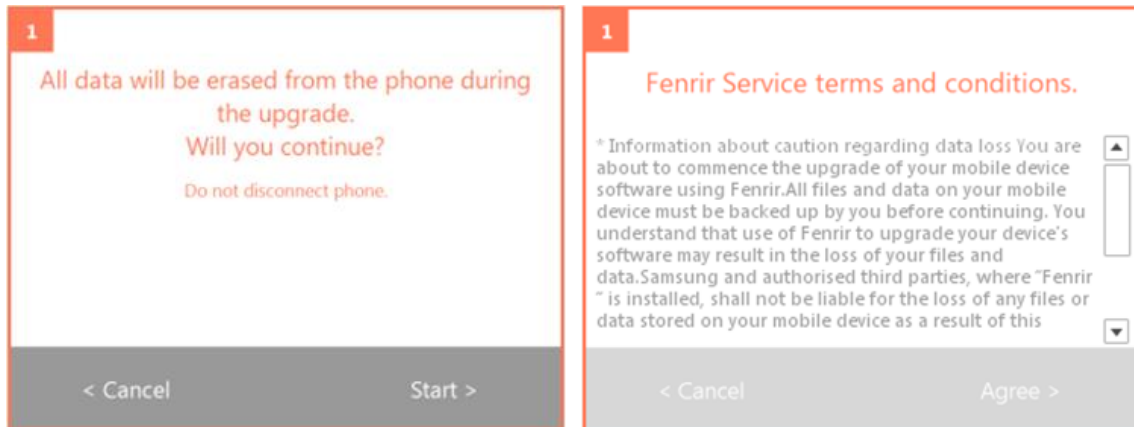 1
All data will be erased from the phone during
the upgrade.
Will you continue?
Do not disconnect phone.
< Cancel
Start >
1
Fenrir Service terms and conditions.
* Information about caution regarding data loss You are
about to commence the upgrade of your mobile device
software using Fenrir.All files and data on your mobile
device must be backed up by you before continuing. You
understand that use of Fenrir to upgrade your device's
software may result in the loss of your files and
data.Samsung and authorised third parties, where “Fenrir
” is installed, shall not be liable for the loss of any files or
data stored on your mobile device as a result of this
< Cancel
Agree >